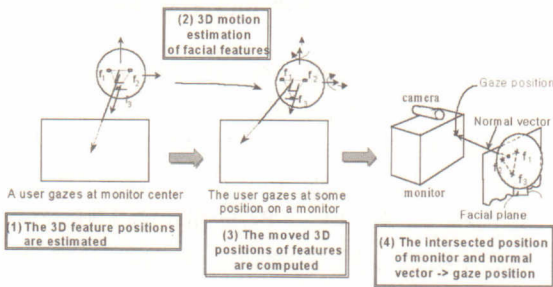 (2) 3D motion
estimation
of facial features
f1
f2
f3
f1
f2
f3
camera
Gaze position
Normal vector
f1
f3
monitor
Facial plane
A user gazes at monitor center
The user gazes at some
position on a monitor
(1) The 3D feature positions
are estimated
(3) The moved 3D
positions of features
are computed
(4) The intersected position
of monitor and normal
vector -> gaze position